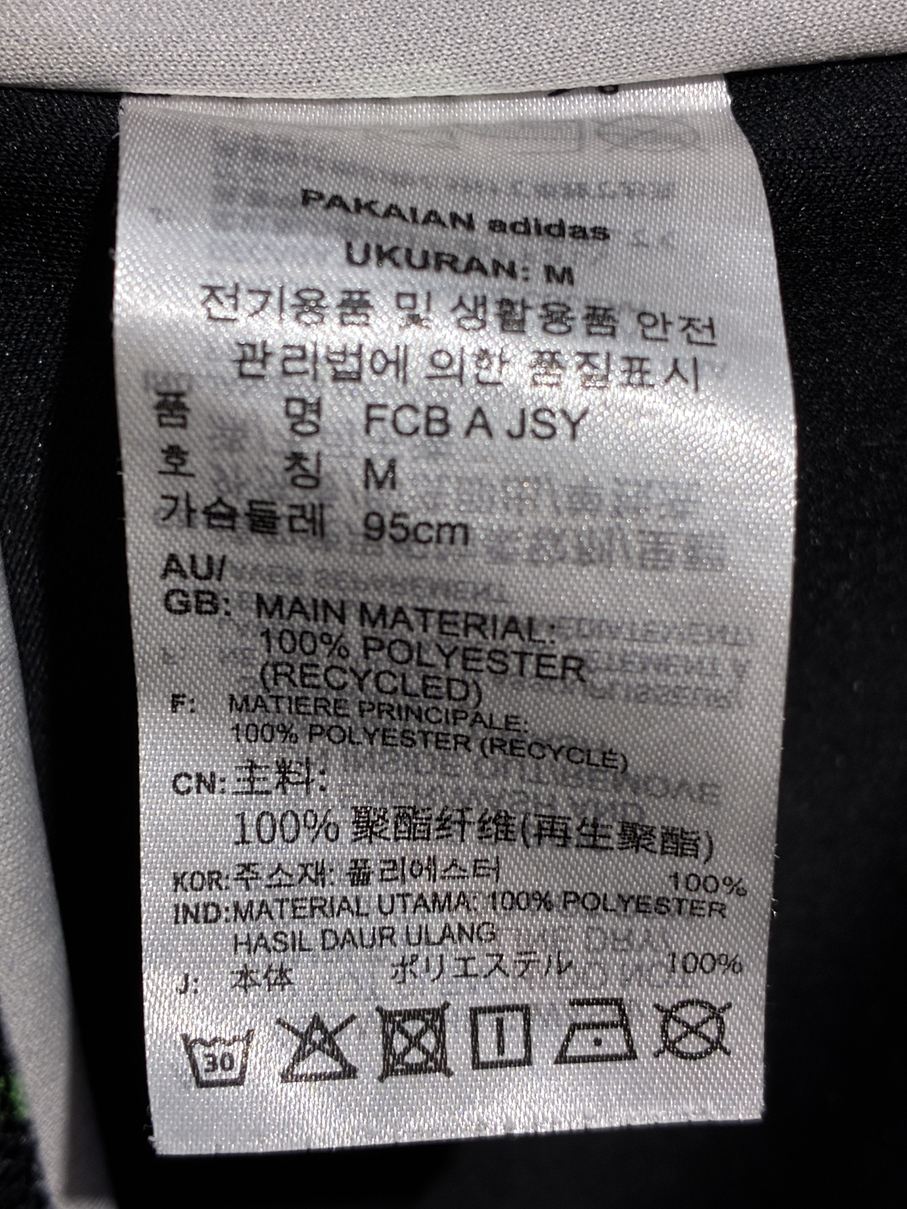 PAKAIAN adidas
UKURAN: M
전기용품 및 생활용품 안전
관리법에 의한 품질표시
품 명 FCB A JSY
호 칭 M
가슴둘레 95cm
AU/
GB: MAIN MATERIAL:
100% POLYESTER
(RECYCLED)
F: MATIERE PRINCIPALE:
100% POLYESTER (RECYCLÉ)
CN: 主料:
100% 聚酯纤维(再生聚酯)
KOR: 주소재: 폴리에스터 100%
IND: MATERIAL UTAMA: 100% POLYESTER
HASIL DAUR ULANG
J: 本体 ポリエステル 100%
30